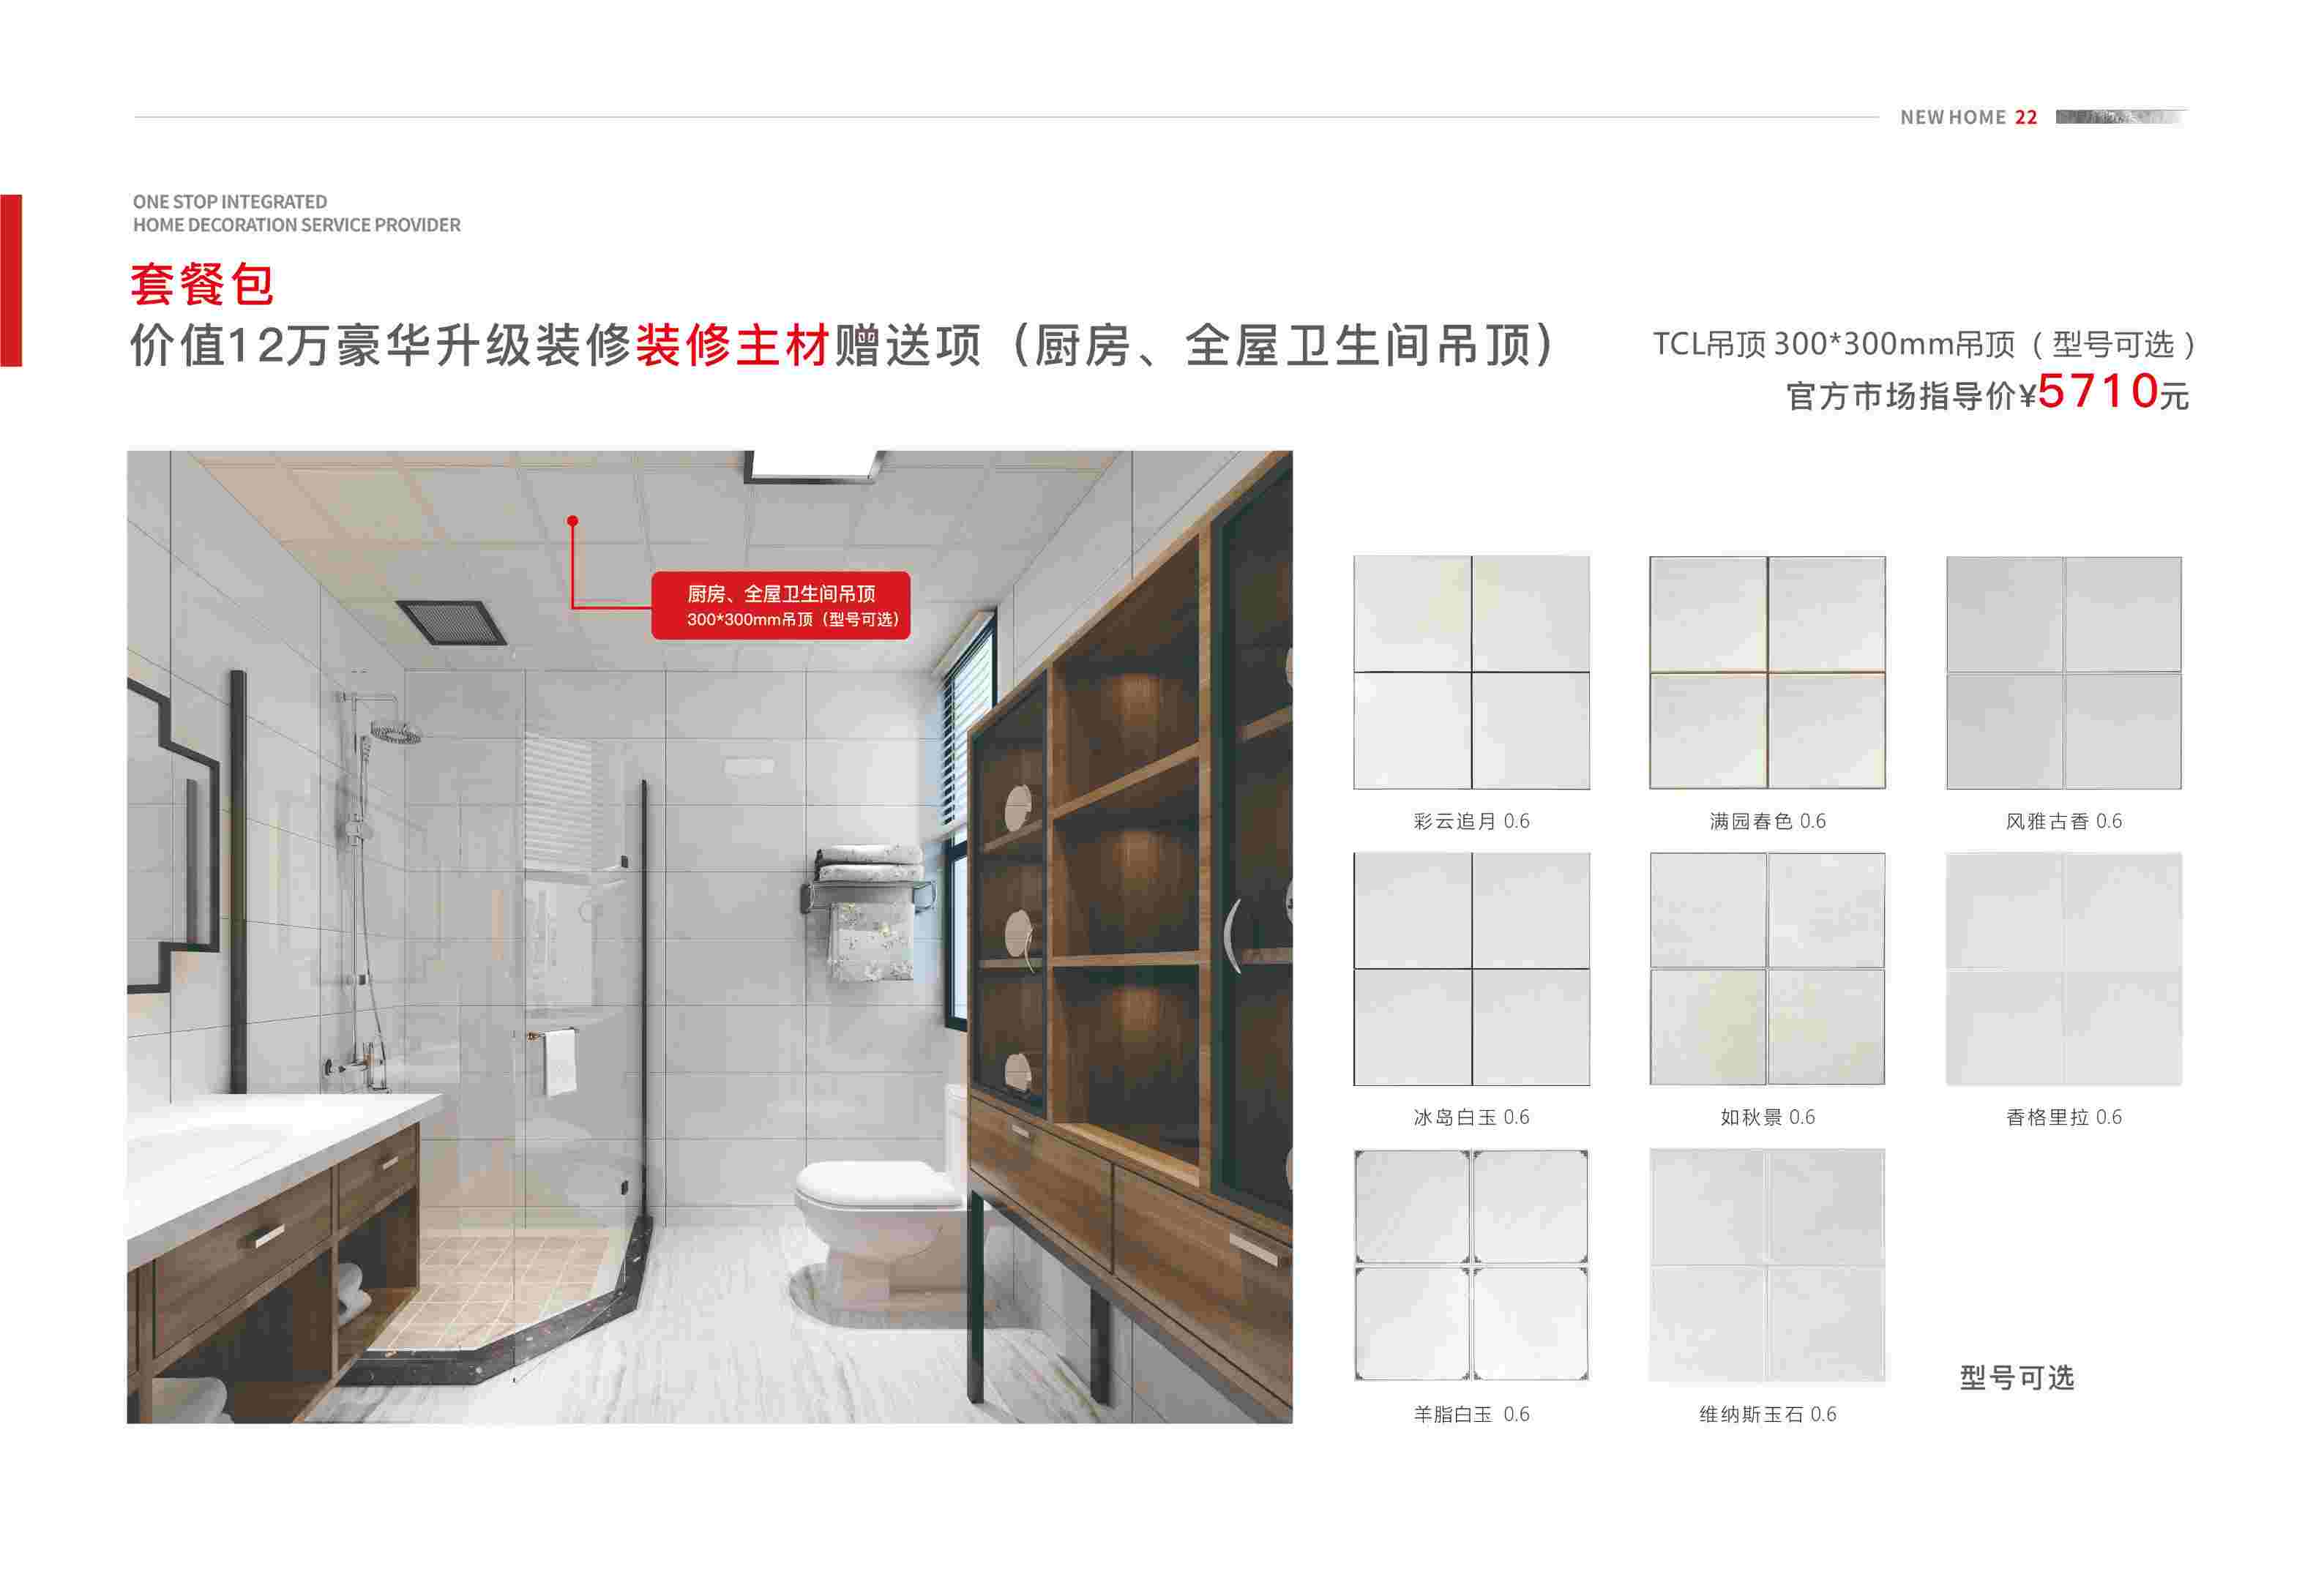 NEW HOME 22
ONE STOP INTEGRATED
HOME DECORATION SERVICE PROVIDER
套餐包
价值12万豪华升级装修装修主材赠送项（厨房、全屋卫生间吊顶）
TCL吊顶 300*300mm吊顶（型号可选）
官方市场指导价¥5710元
厨房、全屋卫生间吊顶
300*300mm吊顶（型号可选）
彩云追月 0.6
满园春色 0.6
风雅古香 0.6
冰岛白玉 0.6
如秋景 0.6
香格里拉 0.6
羊脂白玉 0.6
维纳斯玉石 0.6
型号可选